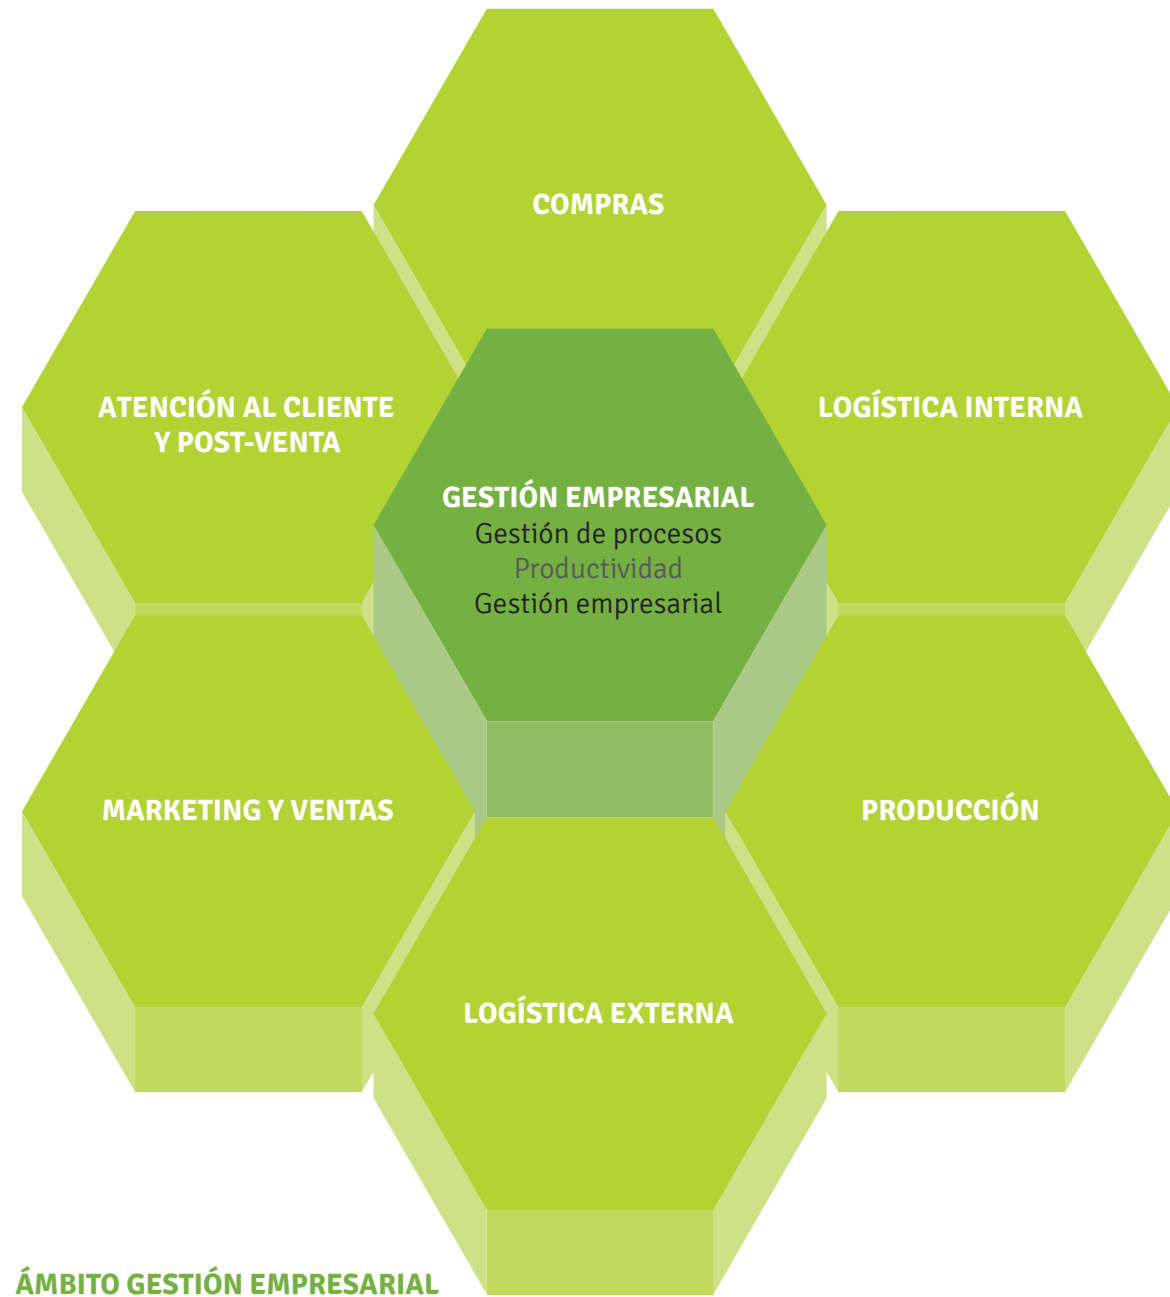 COMPRAS
ATENCIÓN AL CLIENTE
Y POST-VENTA
LOGÍSTICA INTERNA
GESTIÓN EMPRESARIAL
Gestión de procesos
Productividad
Gestión empresarial
MARKETING Y VENTAS
PRODUCCIÓN
LOGÍSTICA EXTERNA
ÁMBITO GESTIÓN EMPRESARIAL